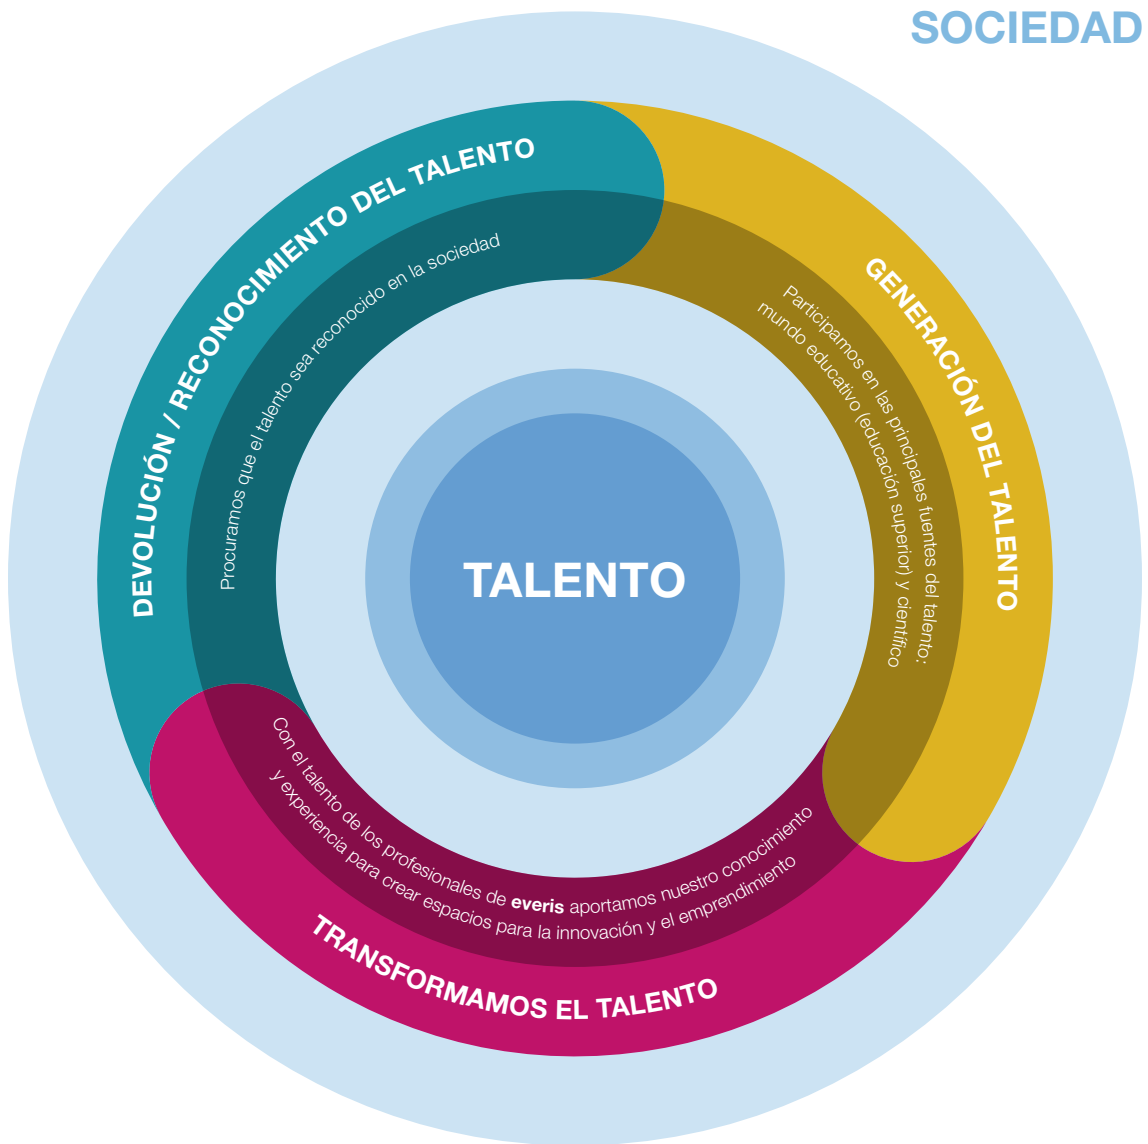 SOCIEDAD
DEVOLUCIÓN / RECONOCIMIENTO DEL TALENTO
Procuramos que el talento sea reconocido en la sociedad
GENERACIÓN DEL TALENTO
Participamos en las principales fuentes del talento:
mundo educativo (educación superior) y científico
TALENTO
Con el talento de los profesionales de everis aportamos nuestro conocimiento
y experiencia para crear espacios para la innovación y el emprendimiento
TRANSFORMAMOS EL TALENTO